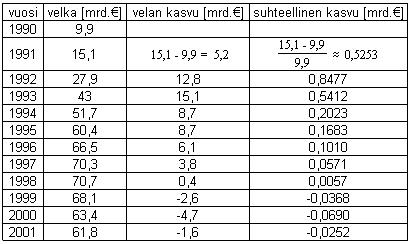 vuosi velka [mrd.€] velan kasvu [mrd.€] suhteellinen kasvu [mrd.€]
1990 9,9
1991 15,1 15,1 - 9,9 = 5,2 15,1 - 9,9 / 9,9 ≈ 0,5253
1992 27,9 12,8 0,8477
1993 43 15,1 0,5412
1994 51,7 8,7 0,2023
1995 60,4 8,7 0,1683
1996 66,5 6,1 0,1010
1997 70,3 3,8 0,0571
1998 70,7 0,4 0,0057
1999 68,1 -2,6 -0,0368
2000 63,4 -4,7 -0,0690
2001 61,8 -1,6 -0,0252